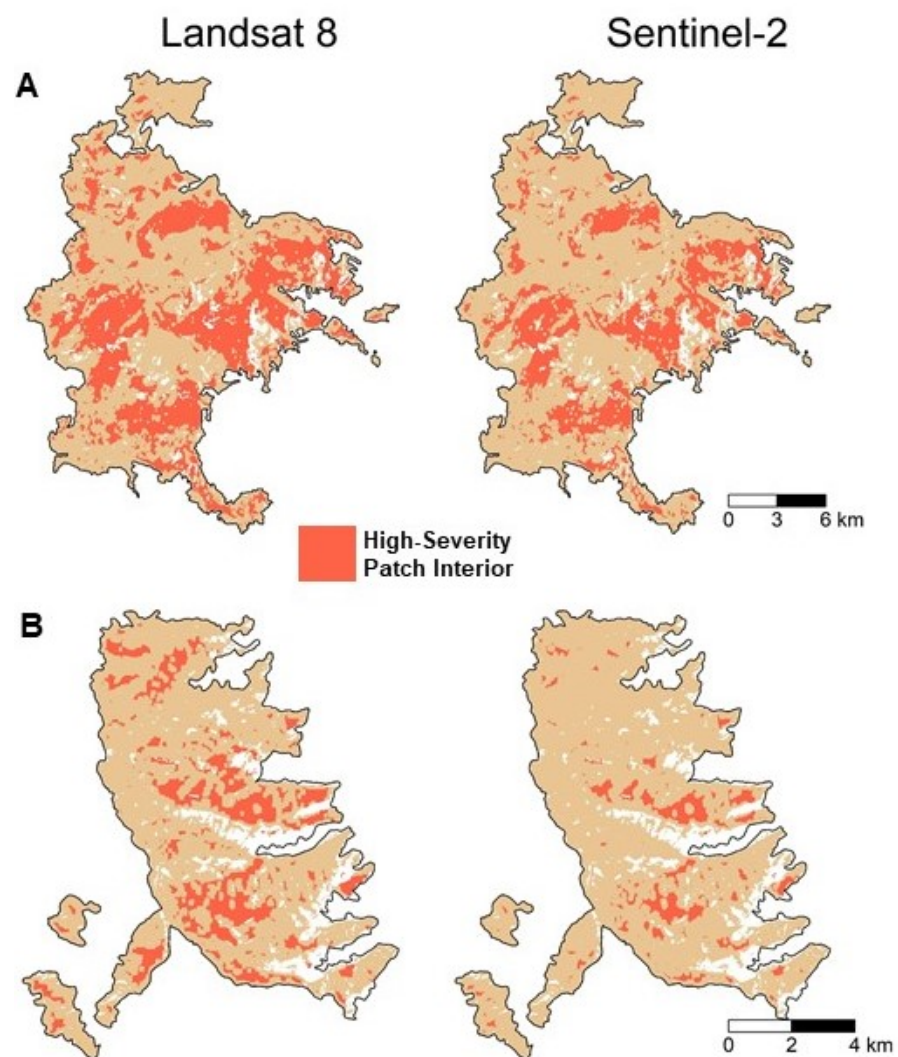 Landsat 8 Sentinel-2
A
0 3 6 km
High-Severity
Patch Interior
B
0 2 4 km